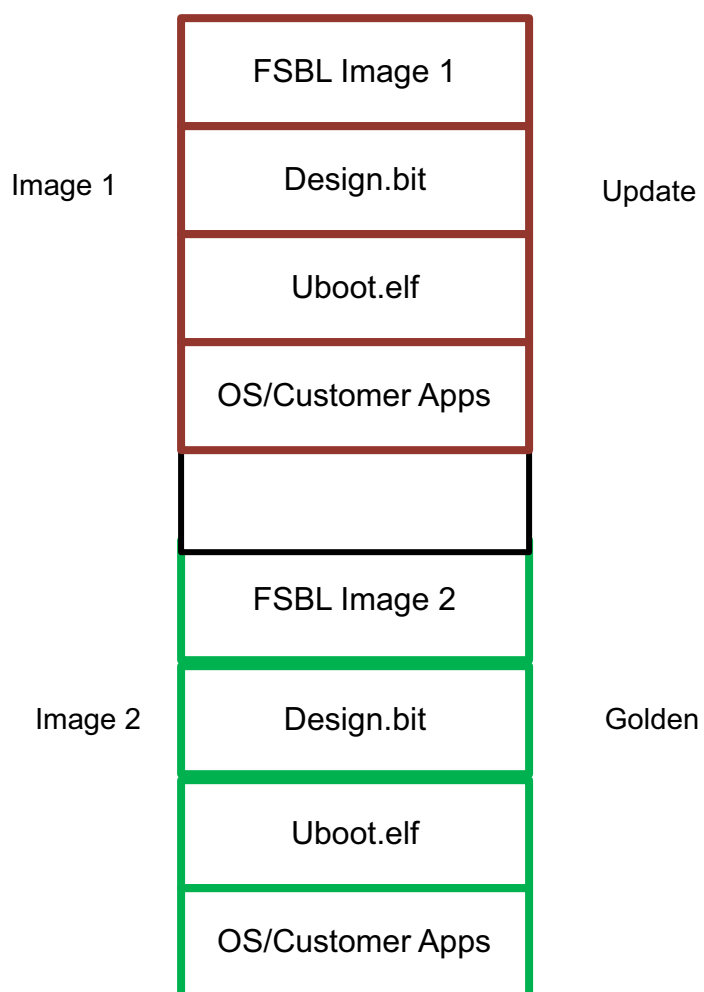 FSBL Image 1
Image 1
Design.bit
Update
Uboot.elf
OS/Customer Apps
FSBL Image 2
Image 2
Design.bit
Golden
Uboot.elf
OS/Customer Apps